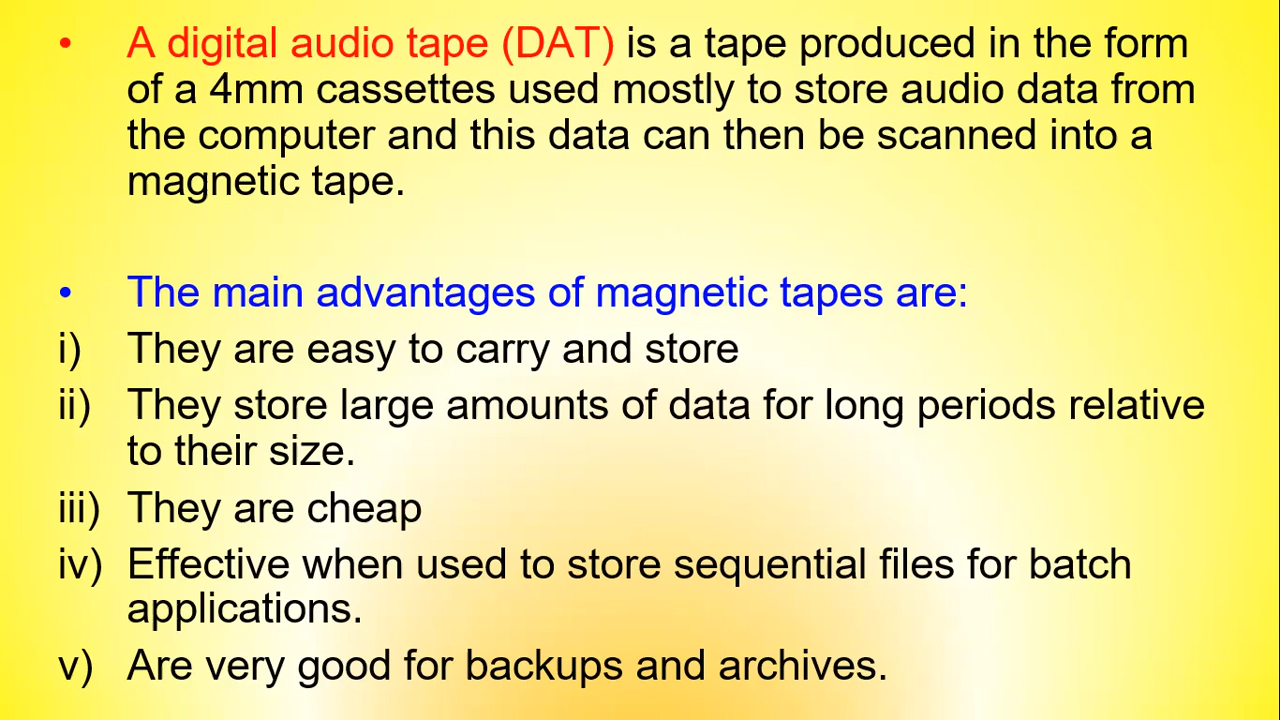 • A digital audio tape (DAT) is a tape produced in the form
of a 4mm cassettes used mostly to store audio data from
the computer and this data can then be scanned into a
magnetic tape.
• The main advantages of magnetic tapes are:
i) They are easy to carry and store
ii) They store large amounts of data for long periods relative
to their size.
iii) They are cheap
iv) Effective when used to store sequential files for batch
applications.
v) Are very good for backups and archives.